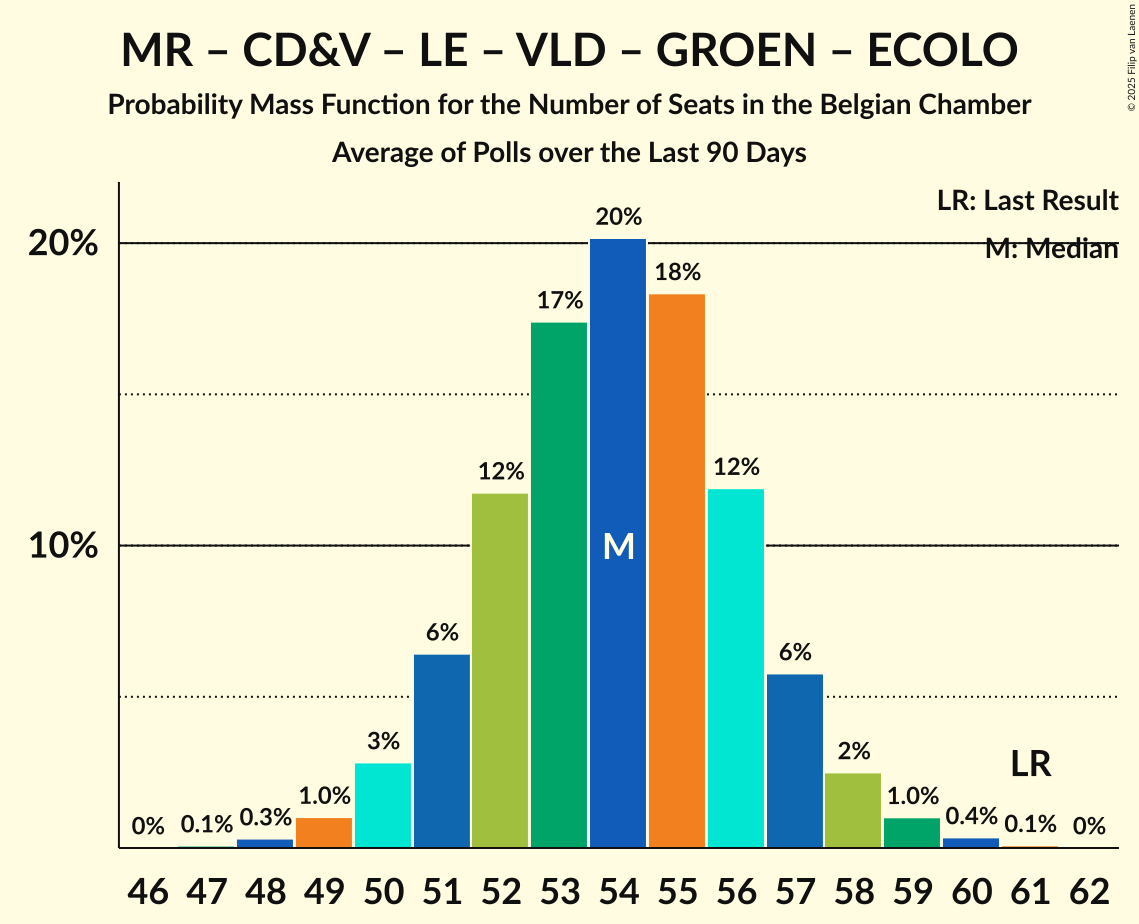 MR – CD&V – LE – VLD – GROEN – ECOLO
Probability Mass Function for the Number of Seats in the Belgian Chamber
Average of Polls over the Last 90 Days
© 2025 Filip van Laenen
LR: Last Result
M: Median
20%
10%
0% 0.1% 0.3% 1.0% 3% 6% 12% 17% 20% 18% 12% 6% 2% 1.0% 0.4% 0.1% 0%
M
LR
46 47 48 49 50 51 52 53 54 55 56 57 58 59 60 61 62